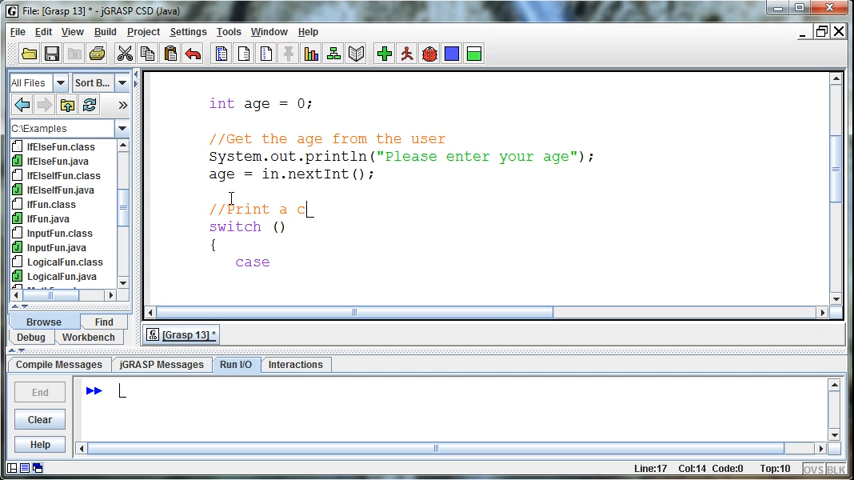 File: [Grasp 13] * - jGRASP CSD (Java)
File Edit View Build Project Settings Tools Window Help
All Files Sort B...
C:\Examples
IfElseFun.class
IfElseFun.java
IfElseIfFun.class
IfElseIfFun.java
IfFun.class
IfFun.java
InputFun.class
InputFun.java
LogicalFun.class
LogicalFun.java
Browse Find
Debug Workbench
int age = 0;
//Get the age from the user
System.out.println("Please enter your age");
age = in.nextInt();
//Print a c
switch ()
{
case
[Grasp 13] *
Compile Messages jGRASP Messages Run I/O Interactions
End
Clear
Help
Line:17 Col:14 Code:0 Top:10 OVS BLK